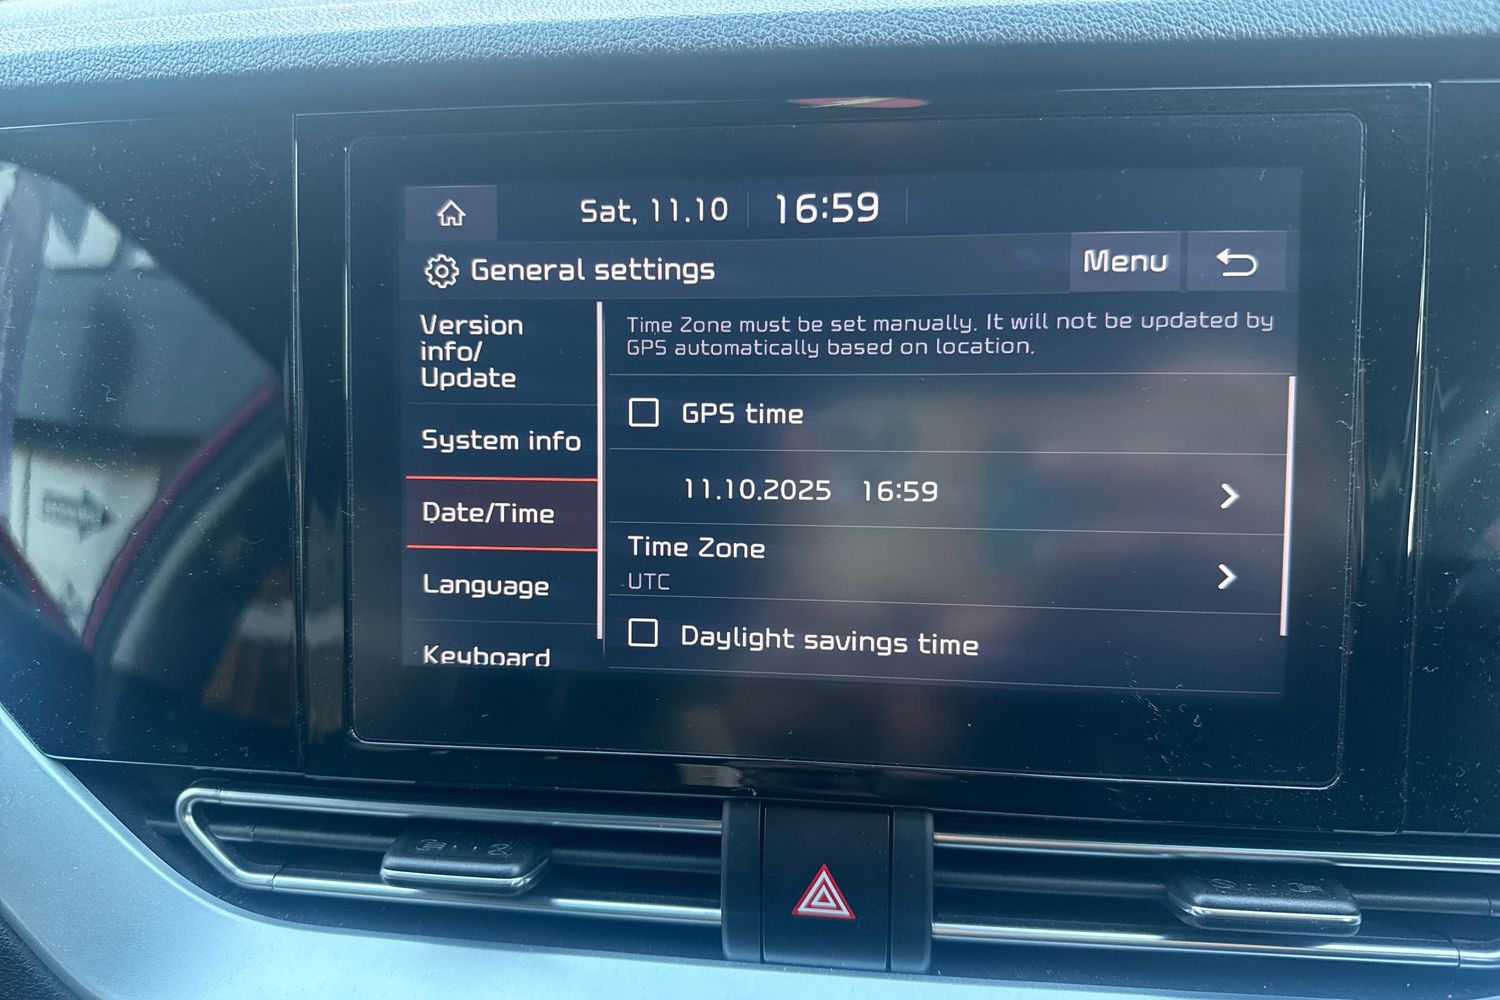 Sat, 11.10 16:59
General settings Menu
Version
info/
Update
System info
Date/Time
Language
Keyboard
Time Zone must be set manually. It will not be updated by
GPS automatically based on location.
GPS time
11.10.2025 16:59
Time Zone
UTC
Daylight savings time